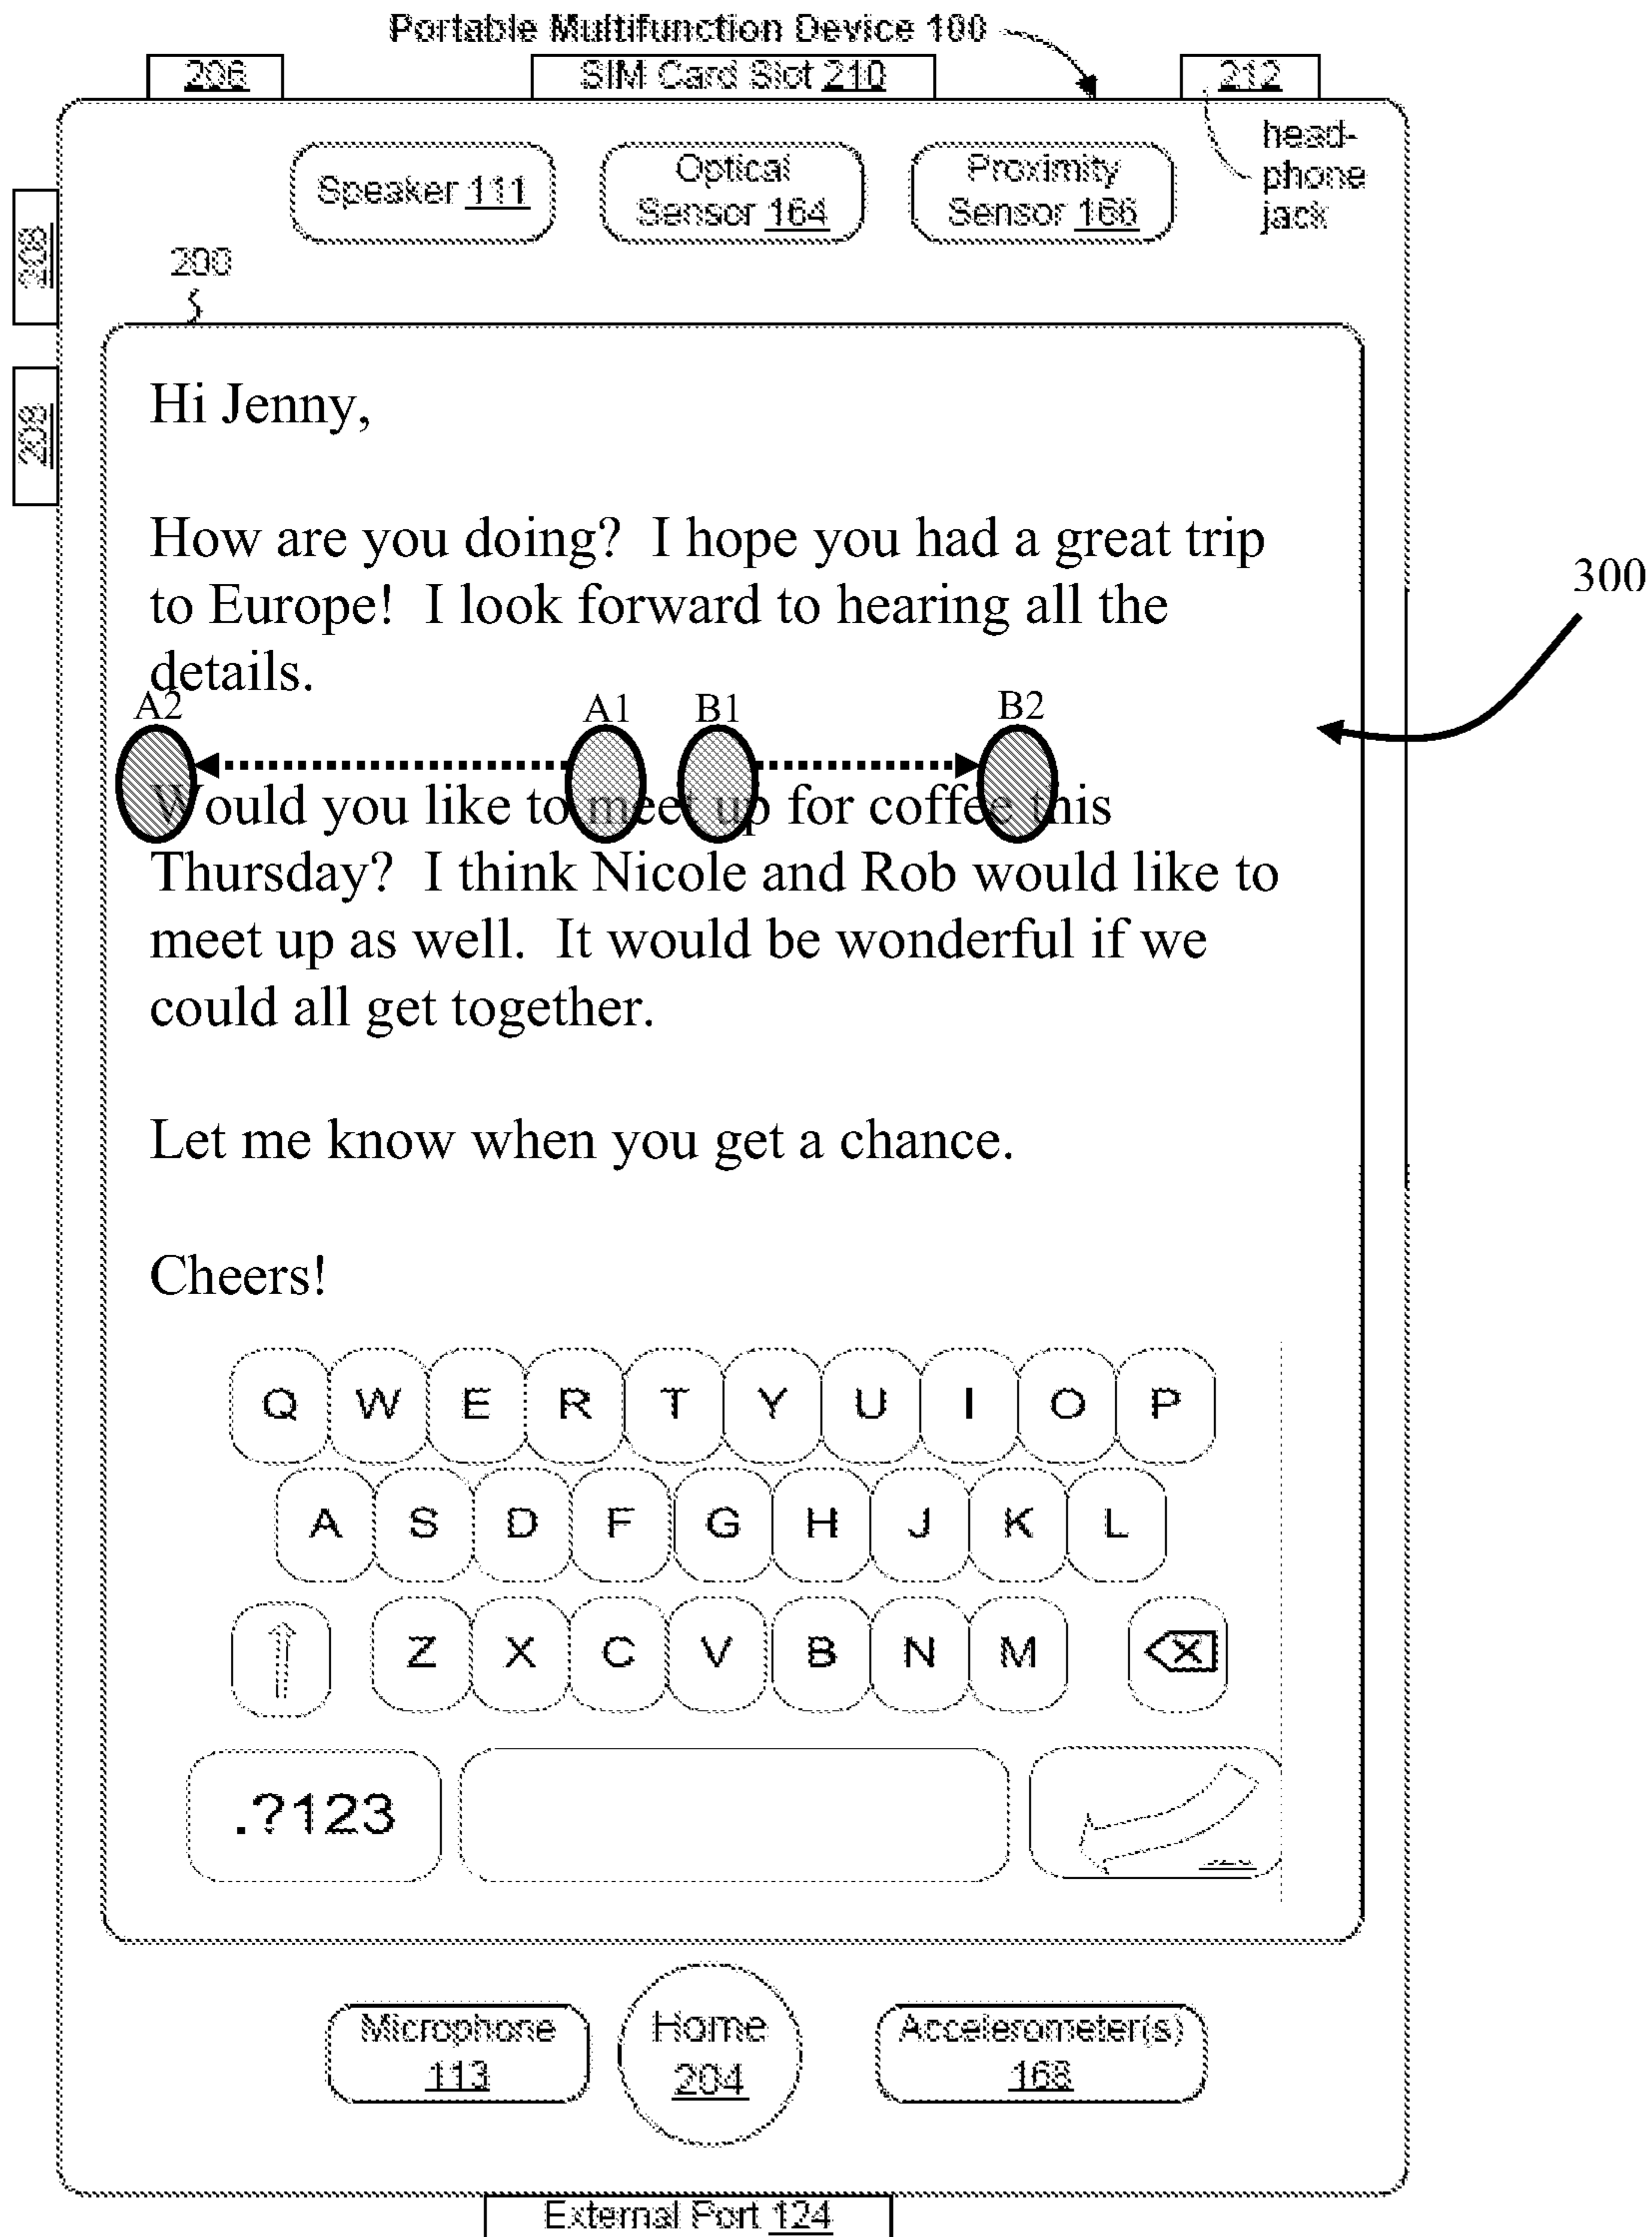 Portable Multifunction Device 100
206
SIM Card Slot 210
212
head-
phone
jack
Speaker 111
Optical
Sensor 164
Proximity
Sensor 166
208
200
208
Hi Jenny,
How are you doing?  I hope you had a great trip
to Europe!  I look forward to hearing all the
details.
300
A2 A1 B1 B2
Would you like to meet up for coffee this
Thursday?  I think Nicole and Rob would like to
meet up as well.  It would be wonderful if we
could all get together.
Let me know when you get a chance.
Cheers!
Q W E R T Y U I O P
A S D F G H J K L
Z X C V B N M
.?123
Microphone
113
Home
204
Accelerometer(s)
168
External Port 124